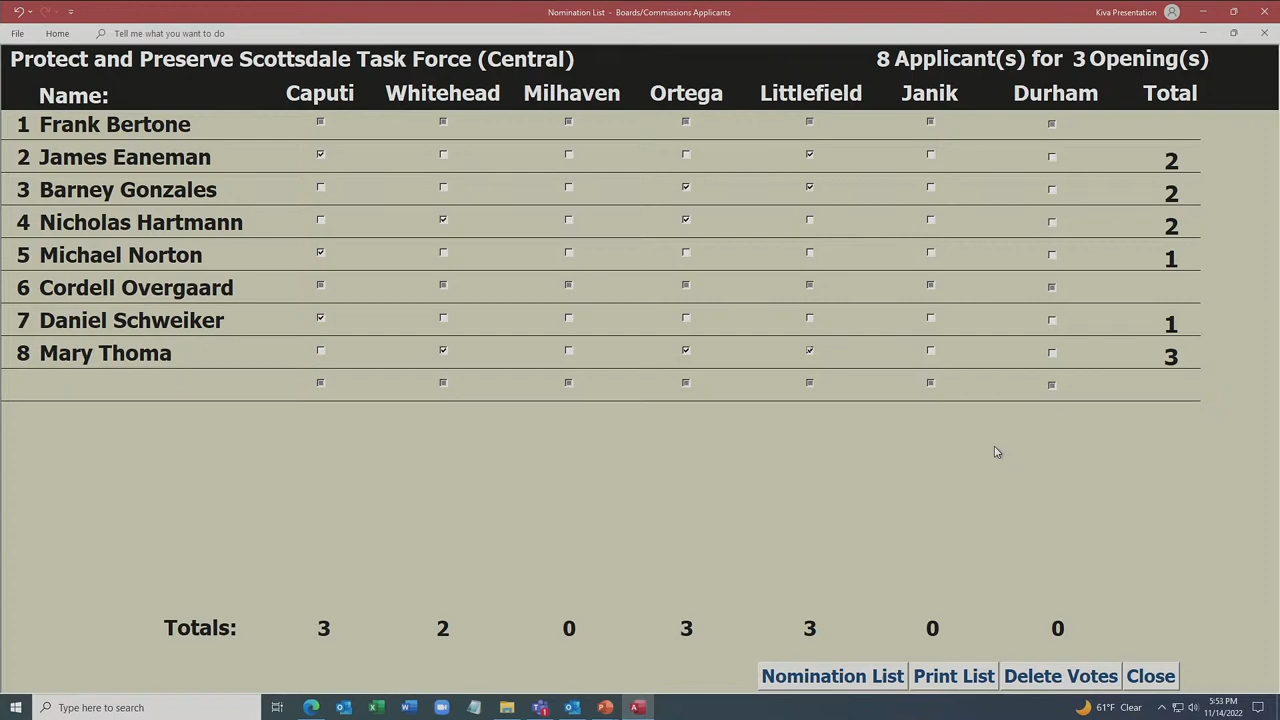 Nomination List - Boards/Commissions Applicants
Kiva Presentation
File Home Tell me what you want to do
Protect and Preserve Scottsdale Task Force (Central) 8 Applicant(s) for 3 Opening(s)
Name: Caputi Whitehead Milhaven Ortega Littlefield Janik Durham Total
1 Frank Bertone
2 James Eaneman 2
3 Barney Gonzales 2
4 Nicholas Hartmann 2
5 Michael Norton 1
6 Cordell Overgaard
7 Daniel Schweiker 1
8 Mary Thoma 3
Totals: 3 2 0 3 3 0 0
Nomination List Print List Delete Votes Close
Type here to search
61°F Clear
5:53 PM
11/14/2022